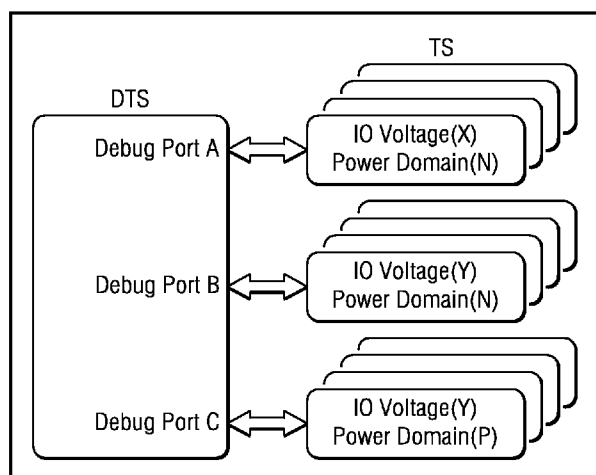 TS
DTS
Debug Port A
IO Voltage(X)
Power Domain(N)
Debug Port B
IO Voltage(Y)
Power Domain(N)
Debug Port C
IO Voltage(Y)
Power Domain(P)